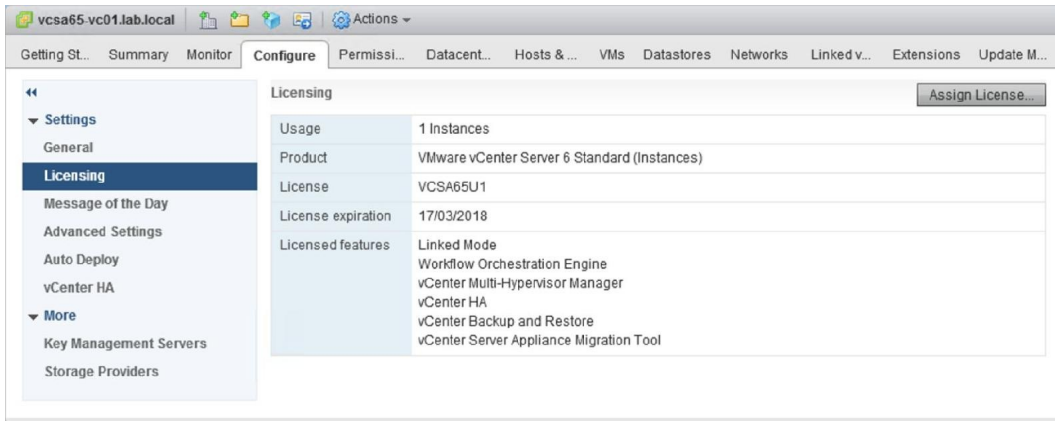 vcsa65-vc01.lab.local Actions
Getting St... Summary Monitor Configure Permissi... Datacent... Hosts & ... VMs Datastores Networks Linked v... Extensions Update M...
Settings
General
Licensing
Message of the Day
Advanced Settings
Auto Deploy
vCenter HA
More
Key Management Servers
Storage Providers
Licensing Assign License...
Usage 1 Instances
Product VMware vCenter Server 6 Standard (Instances)
License VCSA65U1
License expiration 17/03/2018
Licensed features Linked Mode
Workflow Orchestration Engine
vCenter Multi-Hypervisor Manager
vCenter HA
vCenter Backup and Restore
vCenter Server Appliance Migration Tool